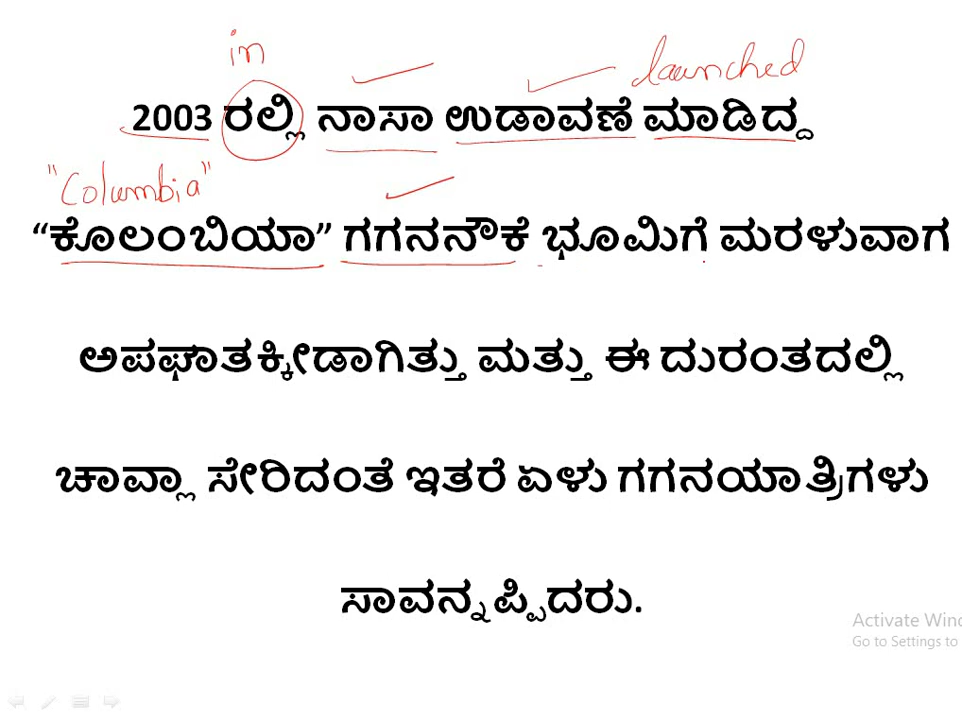 in launched
2003 ರಲ್ಲಿ ನಾಸಾ ಉಡಾವಣೆ ಮಾಡಿದ್ದ
"Columbia"
“ಕೊಲಂಬಿಯಾ” ಗಗನನೌಕೆ ಭೂಮಿಗೆ ಮರಳುವಾಗ
ಅಪಘಾತಕ್ಕೀಡಾಗಿತ್ತು ಮತ್ತು ಈ ದುರಂತದಲ್ಲಿ
ಚಾವ್ಲಾ ಸೇರಿದಂತೆ ಇತರೆ ಏಳು ಗಗನಯಾತ್ರಿಗಳು
ಸಾವನ್ನಪ್ಪಿದರು.
Activate Win
Go to Settings to